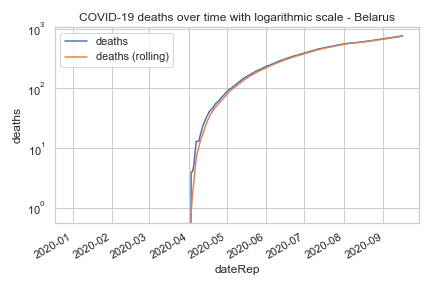 COVID-19 deaths over time with logarithmic scale - Belarus
deaths
deaths (rolling)
10³
10²
10¹
10⁰
deaths
2020-01
2020-02
2020-03
2020-04
2020-05
2020-06
2020-07
2020-08
2020-09
dateRep